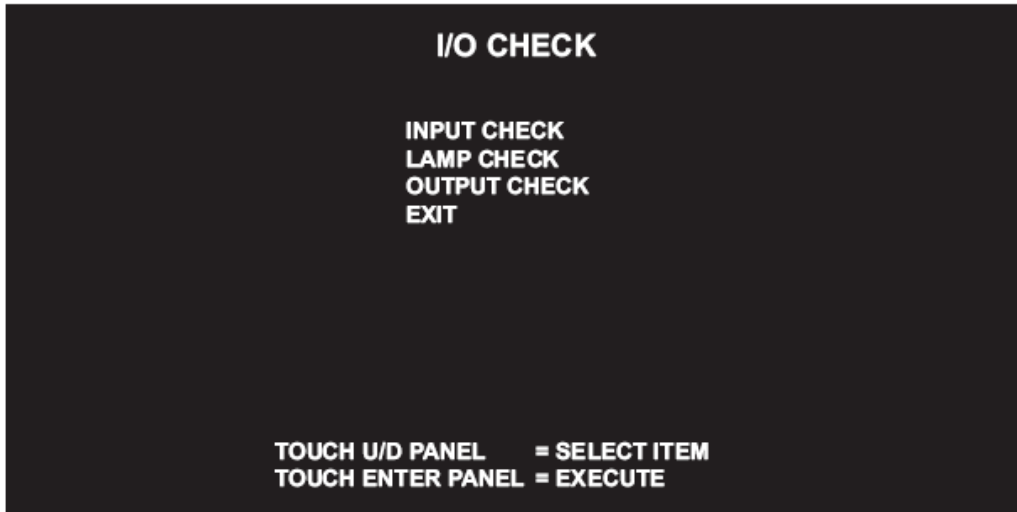 I/O CHECK
INPUT CHECK
LAMP CHECK
OUTPUT CHECK
EXIT
TOUCH U/D PANEL = SELECT ITEM
TOUCH ENTER PANEL = EXECUTE